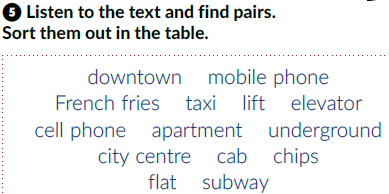 5 Listen to the text and find pairs.
Sort them out in the table.
downtown mobile phone
French fries taxi lift elevator
cell phone apartment underground
city centre cab chips
flat subway